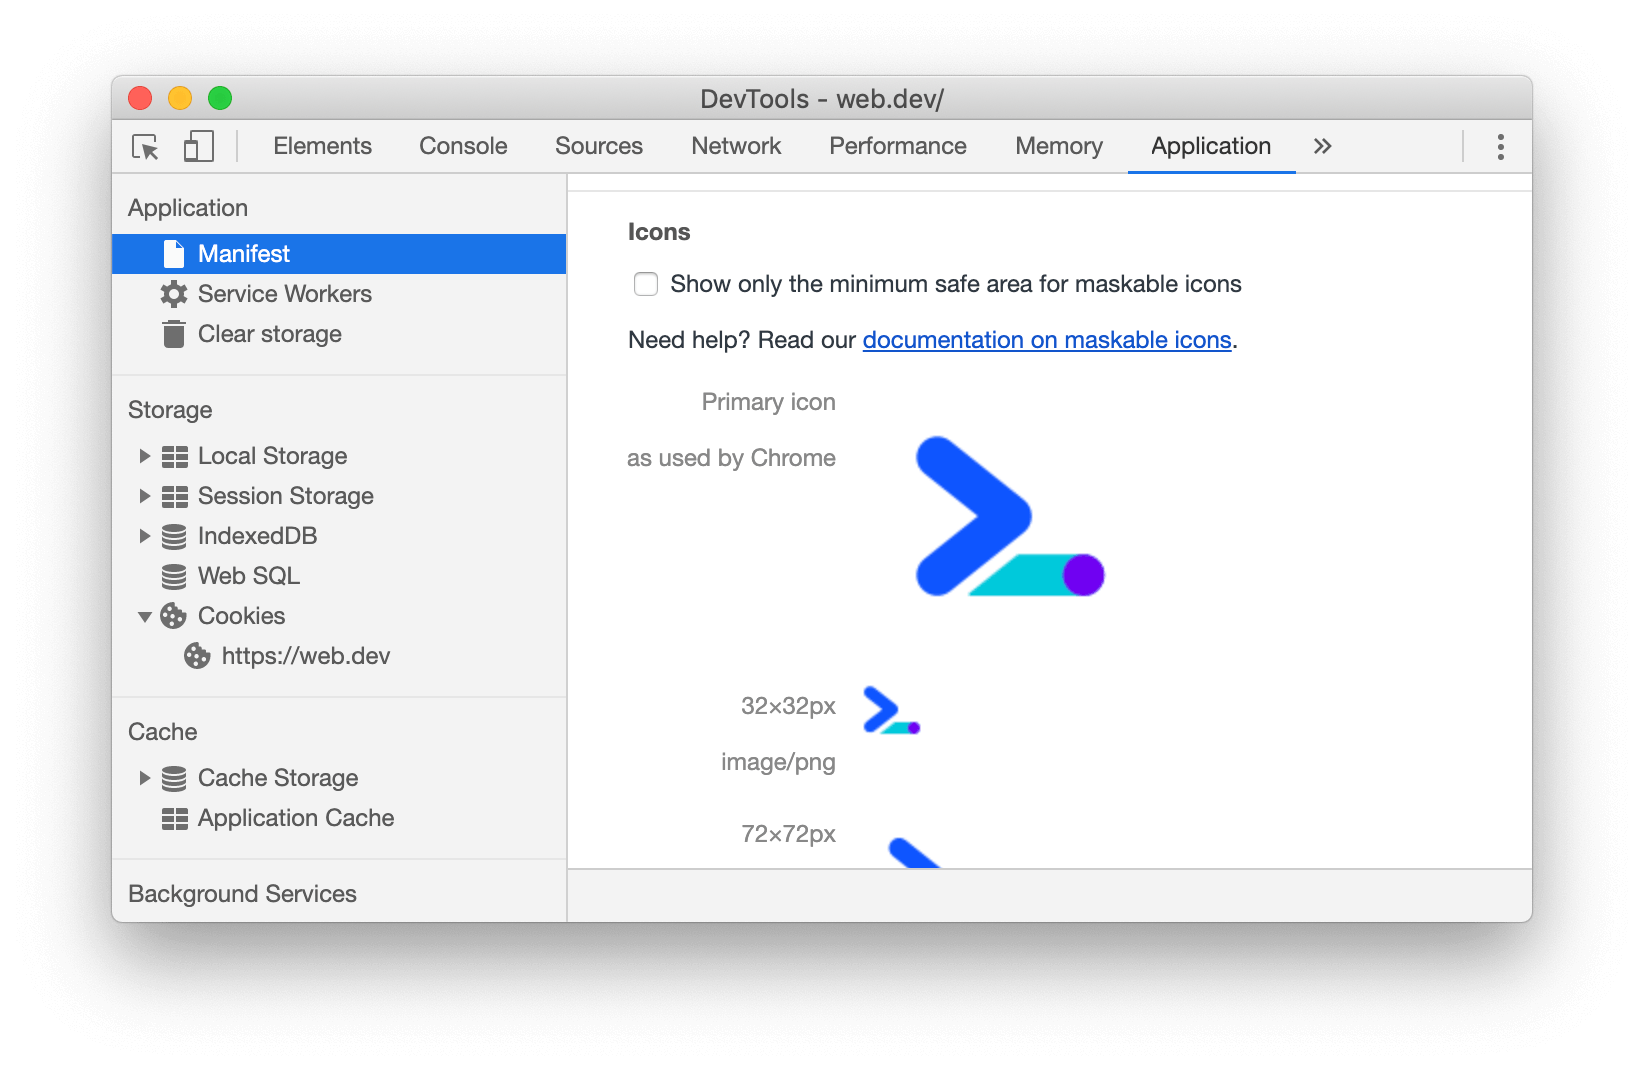 DevTools - web.dev/
Elements Console Sources Network Performance Memory Application »
Application
Manifest
Service Workers
Clear storage
Storage
Local Storage
Session Storage
IndexedDB
Web SQL
Cookies
https://web.dev
Cache
Cache Storage
Application Cache
Background Services
Icons
Show only the minimum safe area for maskable icons
Need help? Read our documentation on maskable icons.
Primary icon
as used by Chrome
32×32px
image/png
72×72px